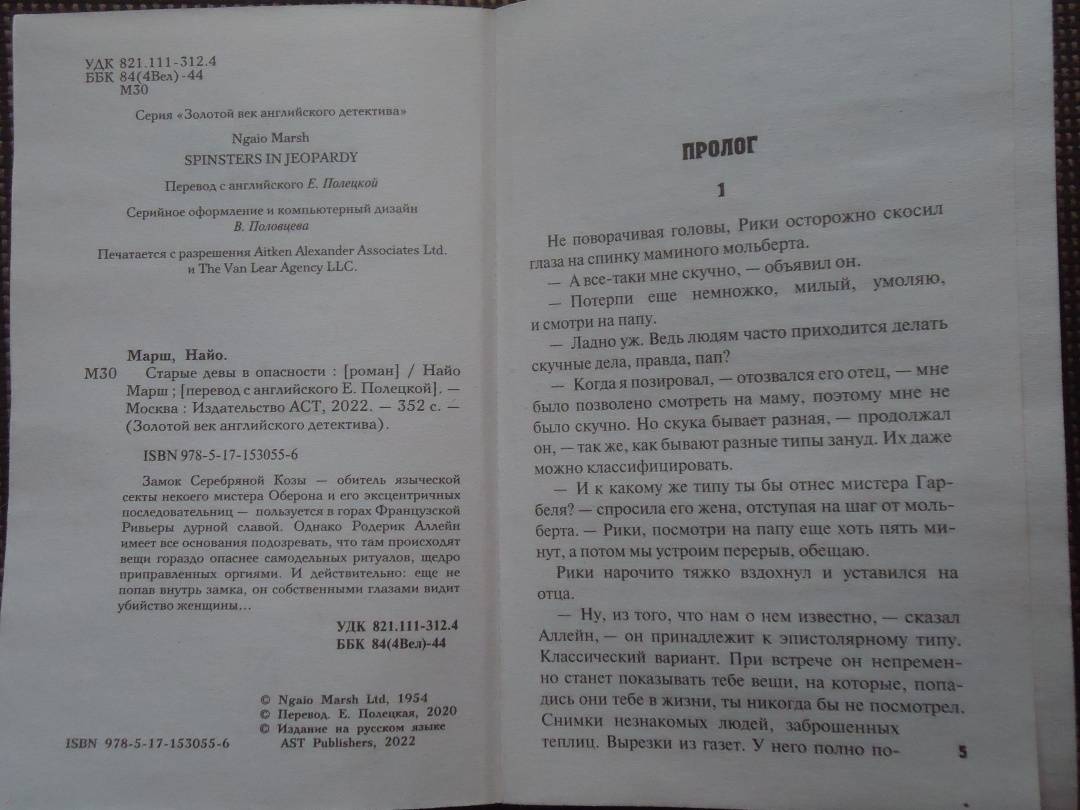 УДК 821.111-312.4
ББК 84(4Вел)-44
М30
Серия «Золотой век английского детектива»
Ngaio Marsh
SPINSTERS IN JEOPARDY
Перевод с английского Е. Полецкой
Серийное оформление и компьютерный дизайн
В. Половцева
Печатается с разрешения Aitken Alexander Associates Ltd.
и The Van Lear Agency LLC.
Марш, Найо.
М30 Старые девы в опасности : [роман] / Найо
Марш ; [перевод с английского Е. Полецкой]. —
Москва : Издательство АСТ, 2022. — 352 с. —
(Золотой век английского детектива).
ISBN 978-5-17-153055-6
Замок Серебряной Козы — обитель языческой
секты некоего мистера Оберона и его эксцентричных
последовательниц — пользуется в горах Французской
Ривьеры дурной славой. Однако Родерик Аллейн
имеет все основания подозревать, что там происходят
вещи гораздо опаснее самодельных ритуалов, щедро
приправленных оргиями. И действительно: еще не
попав внутрь замка, он собственными глазами видит
убийство женщины...
УДК 821.111-312.4
ББК 84(4Вел)-44
© Ngaio Marsh Ltd, 1954
© Перевод. Е. Полецкая, 2020
© Издание на русском языке
AST Publishers, 2022
ISBN 978-5-17-153055-6
ПРОЛОГ
1
Не поворачивая головы, Рики осторожно скосил
глаза на спинку маминого мольберта.
— А все-таки мне скучно, — объявил он.
— Потерпи еще немножко, милый, умоляю,
и смотри на папу.
— Ладно уж. Ведь людям часто приходится делать
скучные дела, правда, пап?
— Когда я позировал, — отозвался его отец, — мне
было позволено смотреть на маму, поэтому мне не
было скучно. Но скука бывает разная, — продолжал
он, — так же, как бывают разные типы зануд. Их даже
можно классифицировать.
— И к какому же типу ты бы отнес мистера Гар-
беля? — спросила его жена, отступая на шаг от моль-
берта. — Рики, посмотри на папу еще хоть пять ми-
нут, а потом мы устроим перерыв, обещаю.
Рики нарочито тяжко вздохнул и уставился на
отца.
— Ну, из того, что нам о нем известно, — сказал
Аллейн, — он принадлежит к эпистолярному типу.
Классический вариант. При встрече он непремен-
но станет показывать тебе вещи, на которые, попа-
дись они тебе в жизни, ты никогда бы не посмотрел.
Снимки незнакомых людей, заброшенных
теплиц. Вырезки из газет. У него полно по-
5